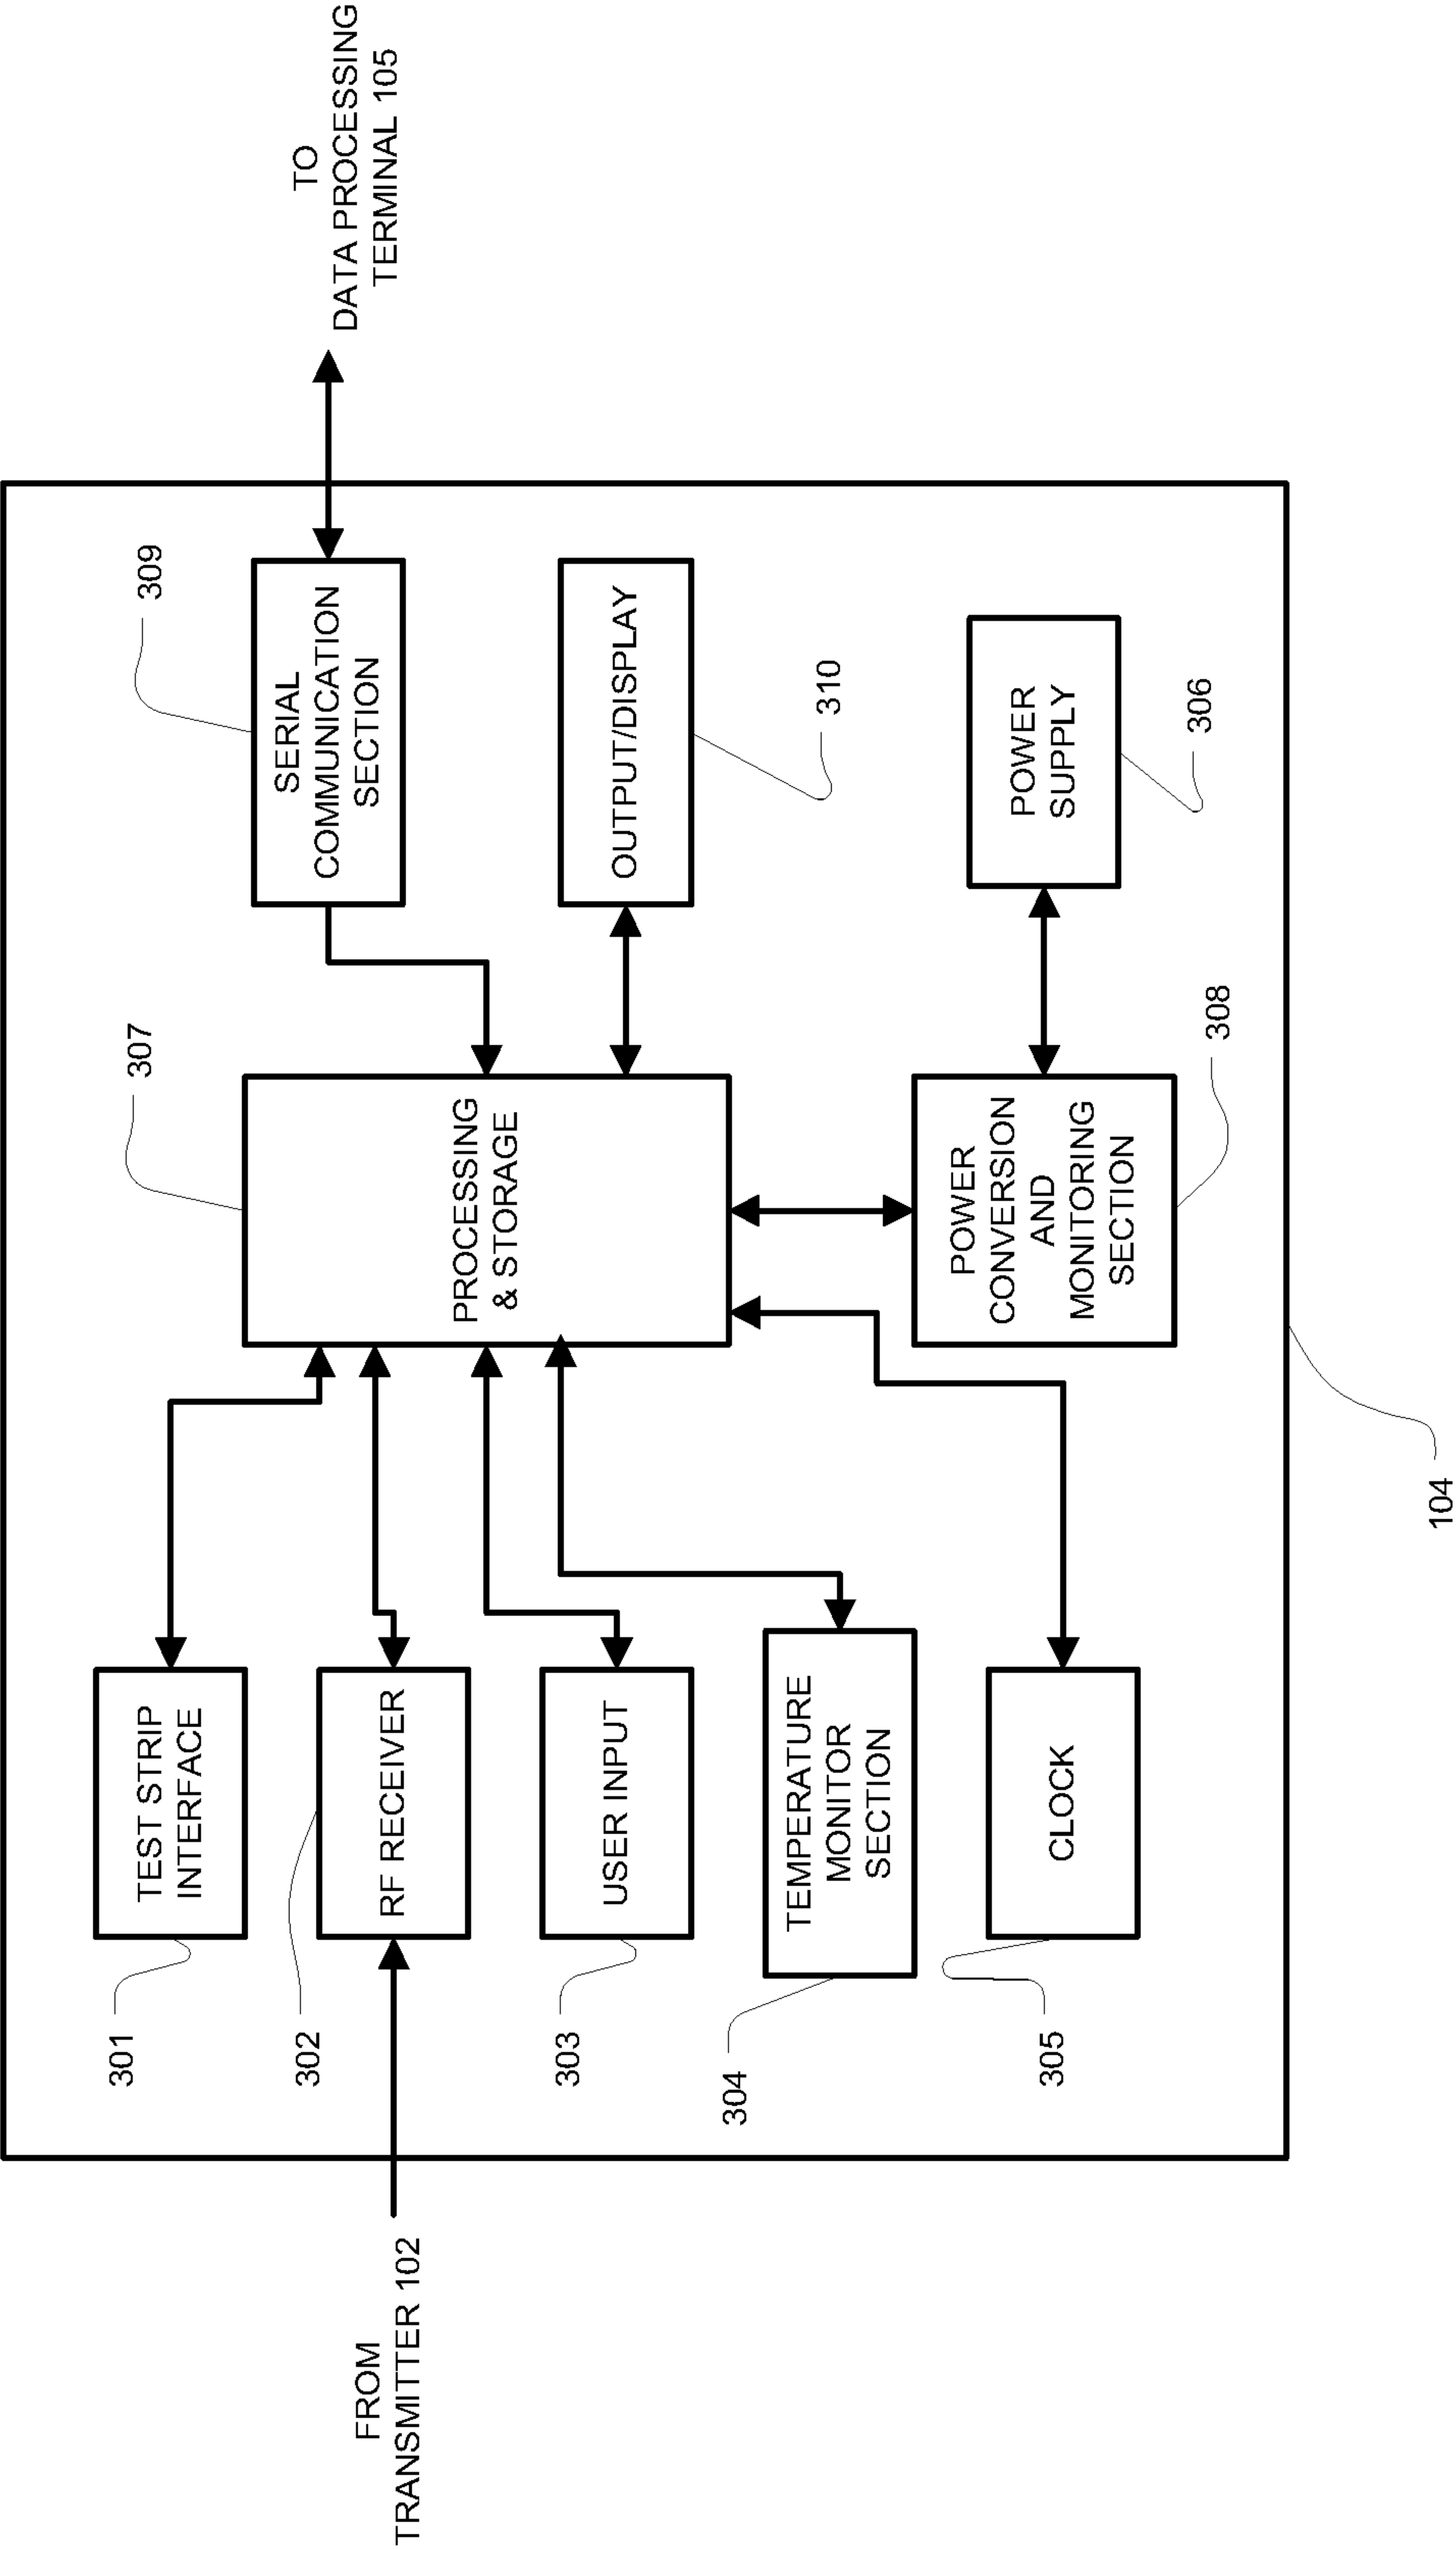 TO
DATA PROCESSING
TERMINAL 105
309
SERIAL
COMMUNICATION
SECTION
OUTPUT/DISPLAY
310
POWER
SUPPLY
306
307
PROCESSING
& STORAGE
POWER
CONVERSION
AND
MONITORING
SECTION
308
TEST STRIP
INTERFACE
301
RF RECEIVER
302
USER INPUT
303
TEMPERATURE
MONITOR
SECTION
304
CLOCK
305
104
FROM
TRANSMITTER 102